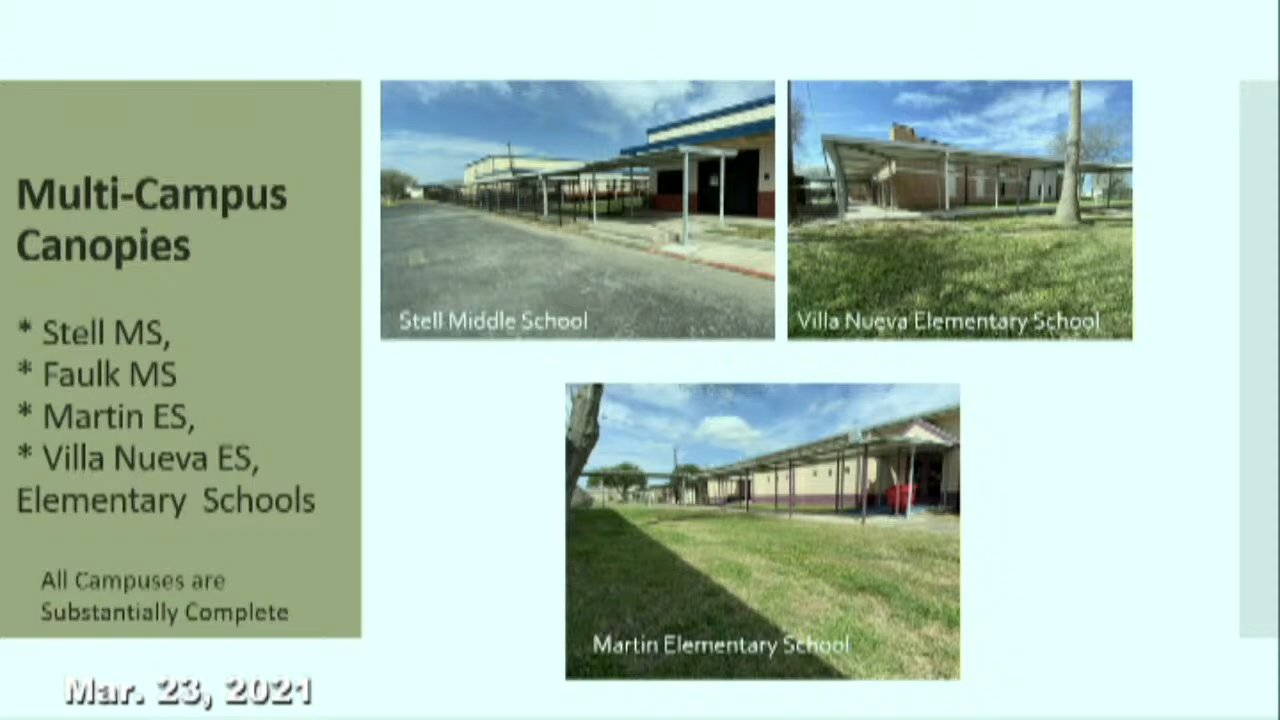 Multi-Campus
Canopies
* Stell MS,
* Faulk MS
* Martin ES,
* Villa Nueva ES,
Elementary Schools
All Campuses are
Substantially Complete
Stell Middle School
Villa Nueva Elementary School
Martin Elementary School
Mar. 23, 2021